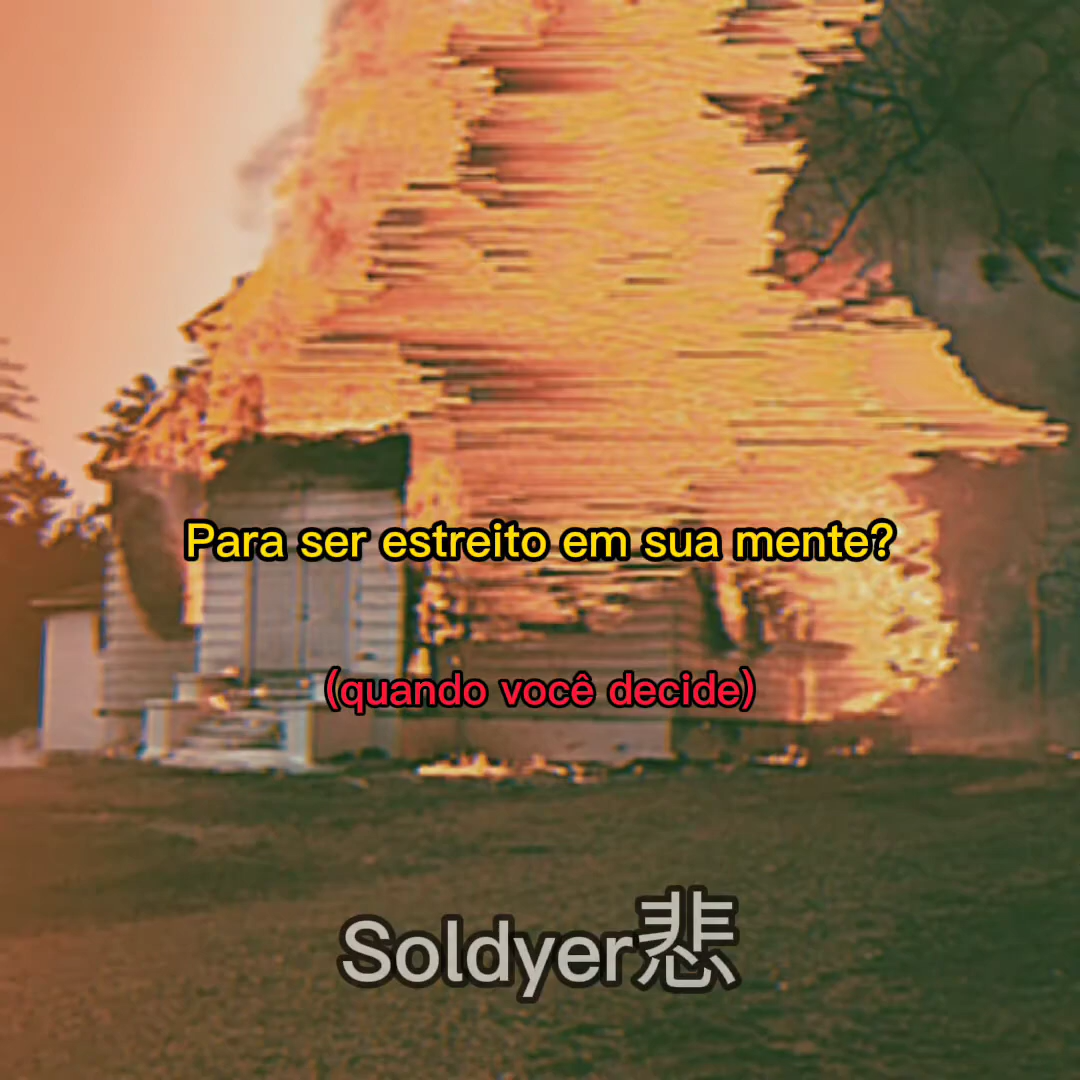 Para ser estreito em sua mente?
(quando você decide)
Soldyer悲